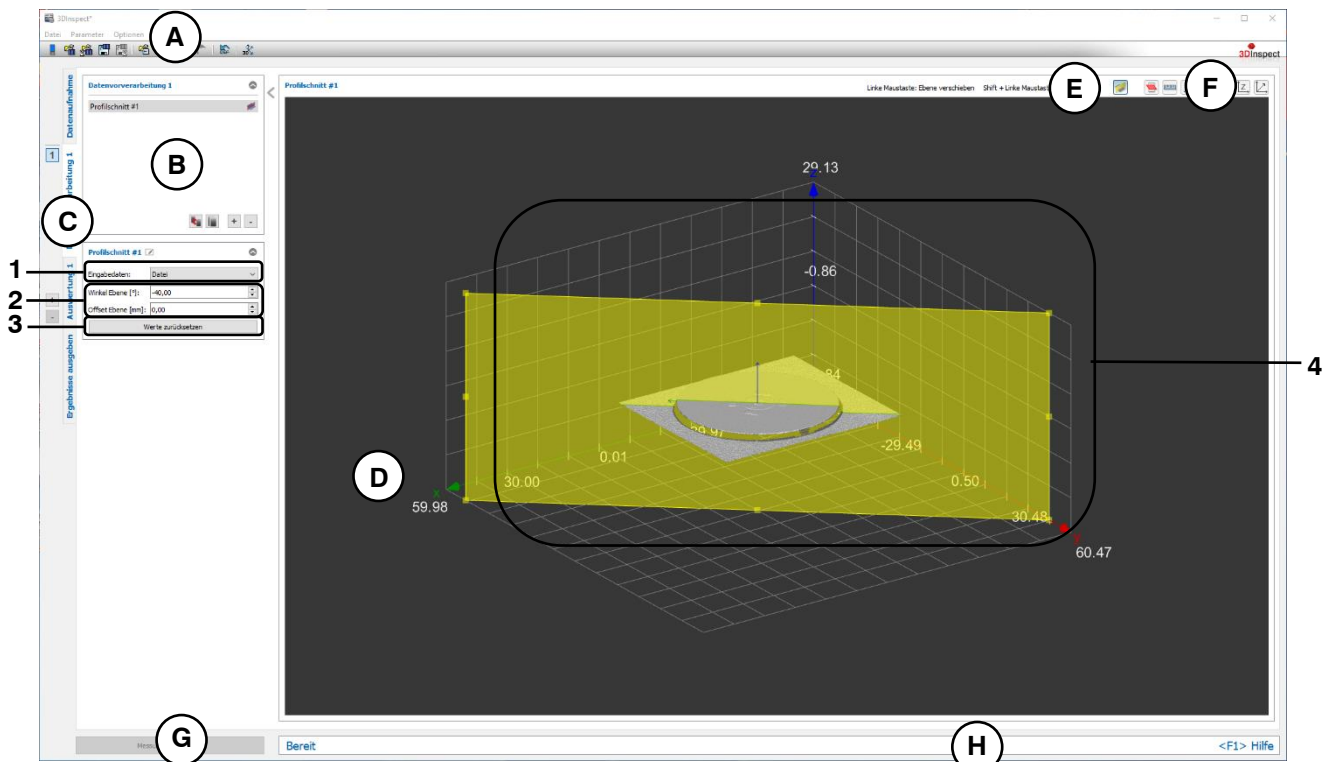 3DInspect*
Datei Parameter Optionen
A
3DInspect
Datenaufnahme
1
Datenvorverarbeitung 1
Profilschnitt #1
B
+ -
C
Profilschnitt #1
1
Eingabedaten: Datei
2
Winkel Ebene [°]: -40,00
Offset Ebene [mm]: 0,00
3
Werte zurücksetzen
+
-
Auswertung 1
Ergebnisse ausgeben
Profilschnitt #1
Linke Maustaste: Ebene verschieben Shift + Linke
E
F
Z
29.13
Z
-0.86
4
D
0.01
30.00
X
59.98
-29.49
0.50
30.48
60.47
G
Bereit
H
<F1> Hilfe